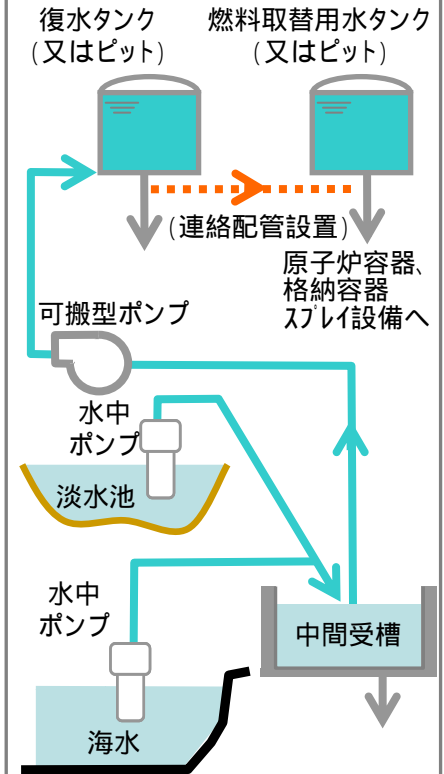 復水タンク
(又はピット)
燃料取替用水タンク
(又はピット)
(連絡配管設置)
原子炉容器、
格納容器
ｽﾌﾟﾚｲ設備へ
可搬型ポンプ
水中
ポンプ
淡水池
水中
ポンプ
中間受槽
海水